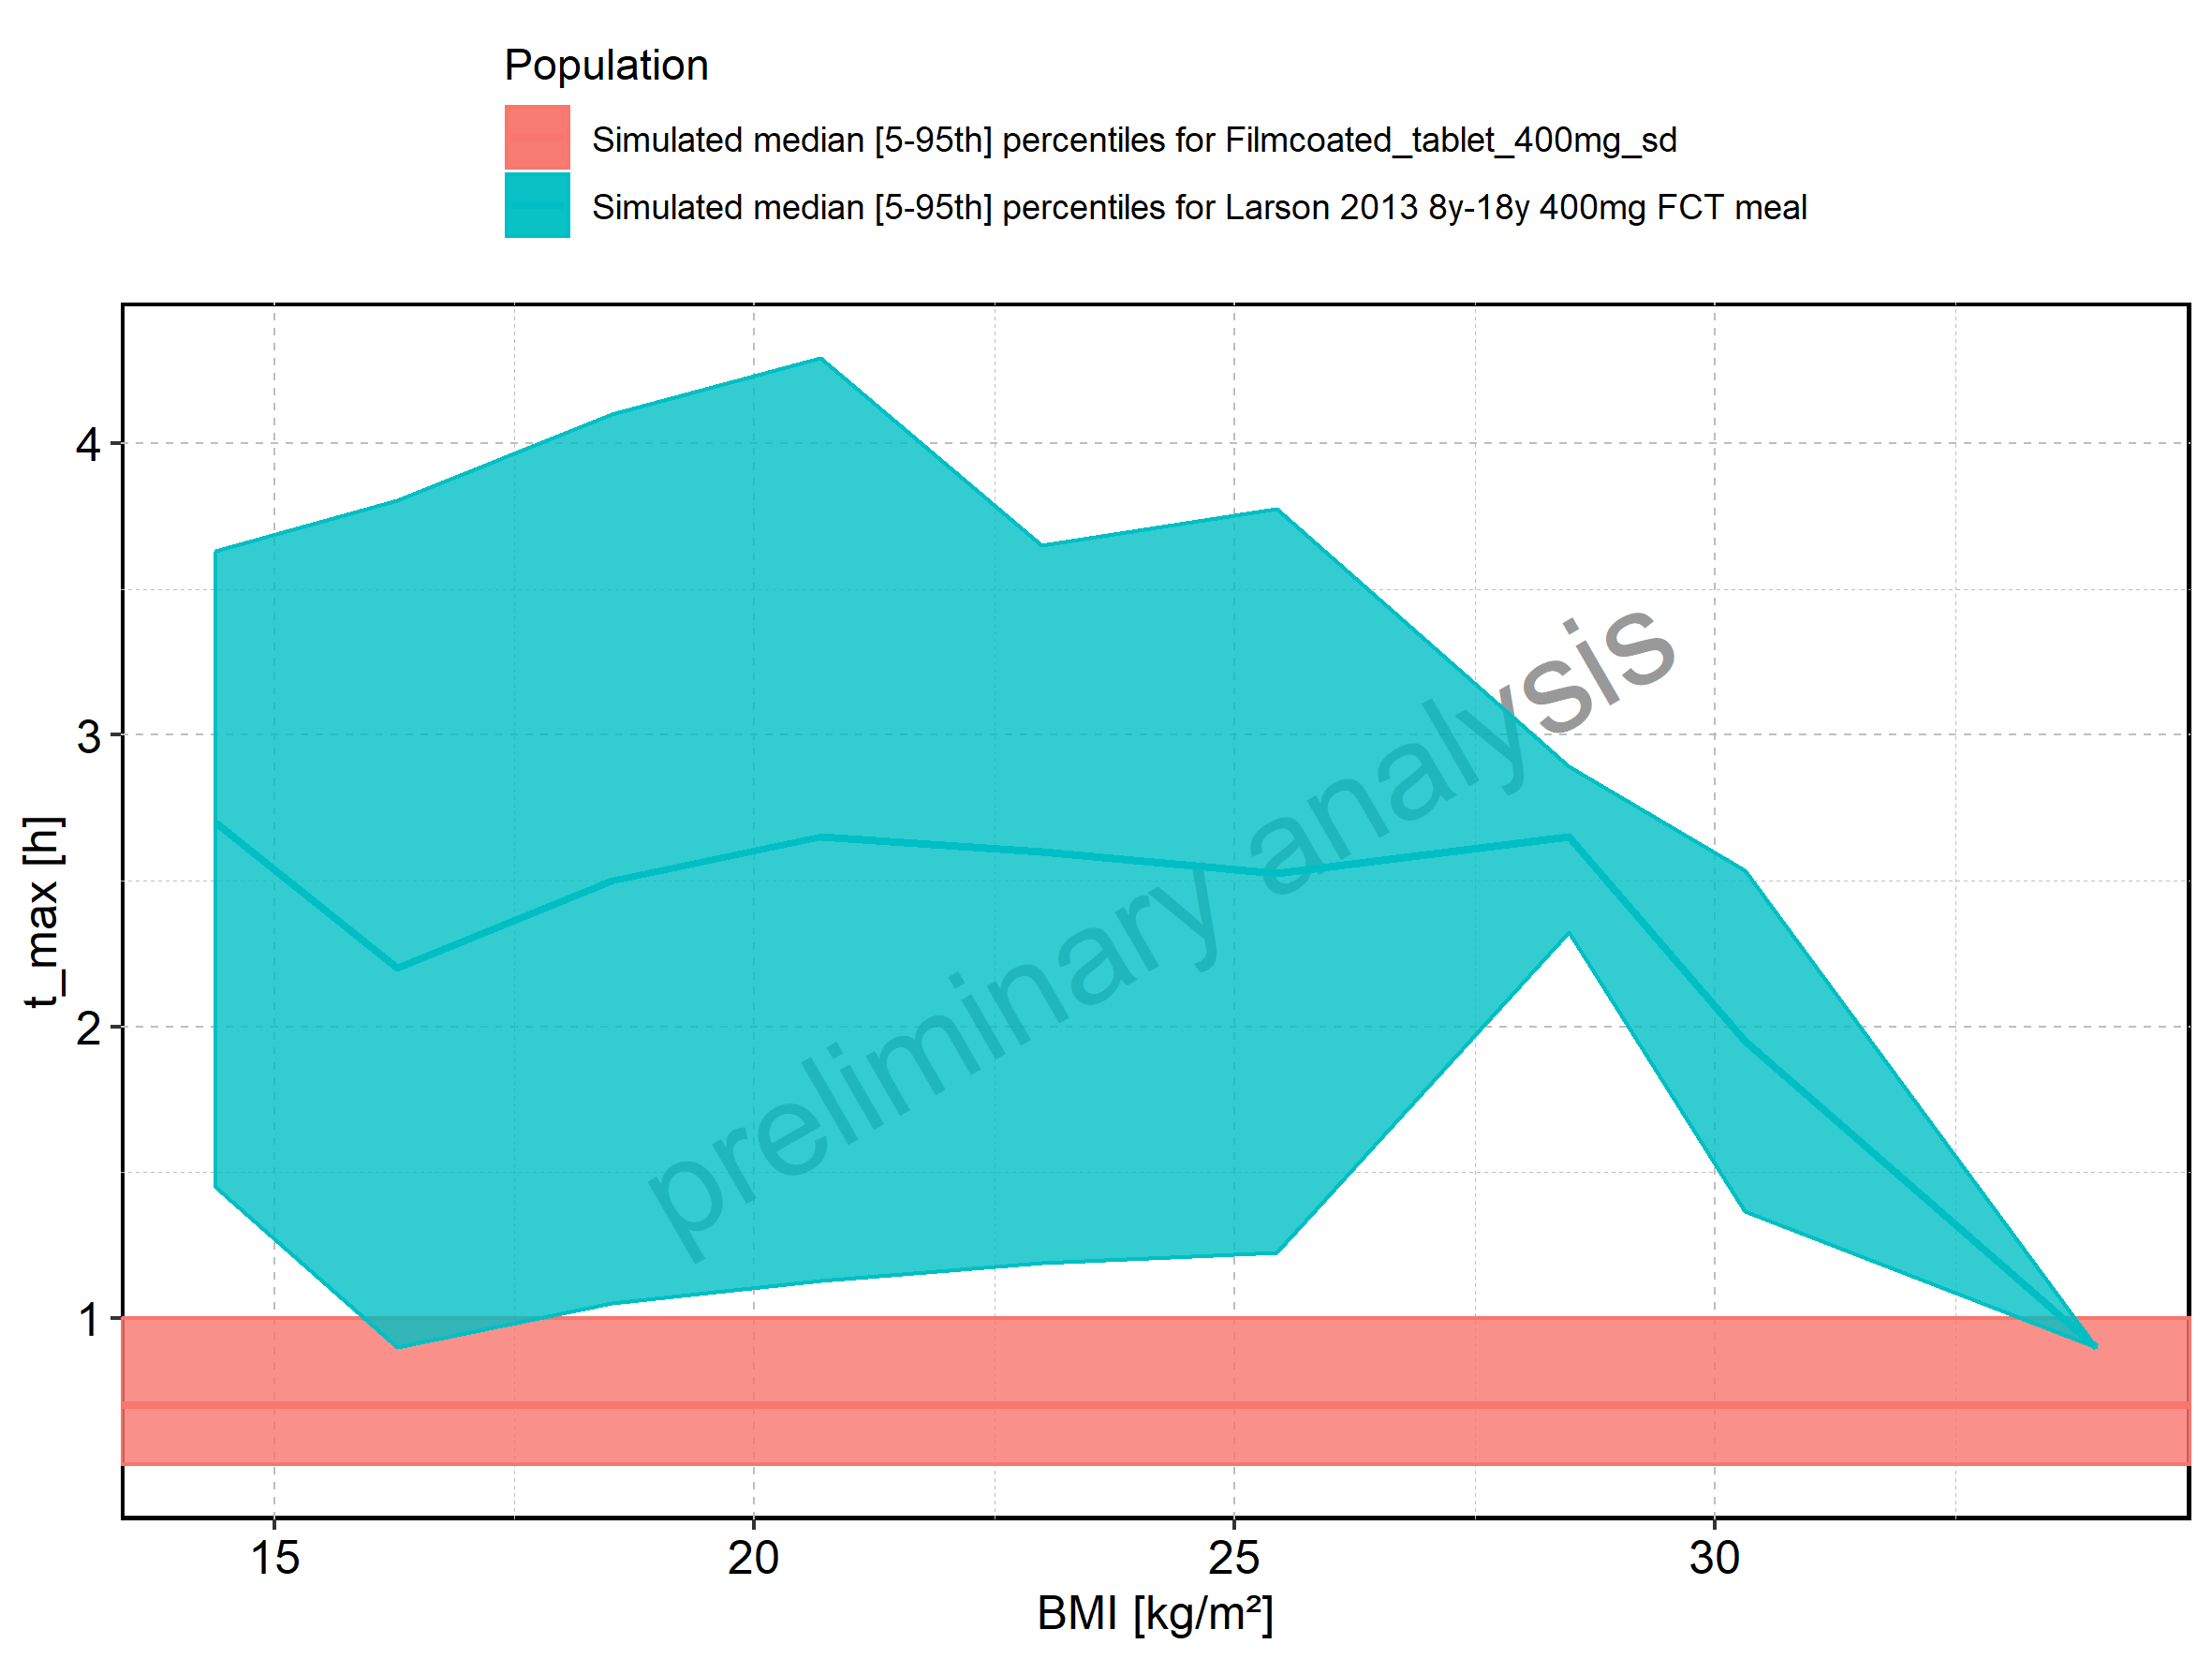 Population
Simulated median [5-95th] percentiles for Filmcoated_tablet_400mg_sd
Simulated median [5-95th] percentiles for Larson 2013 8y-18y 400mg FCT meal
4
3
2
1
t_max [h]
preliminary analysis
15 20 25 30
BMI [kg/m²]